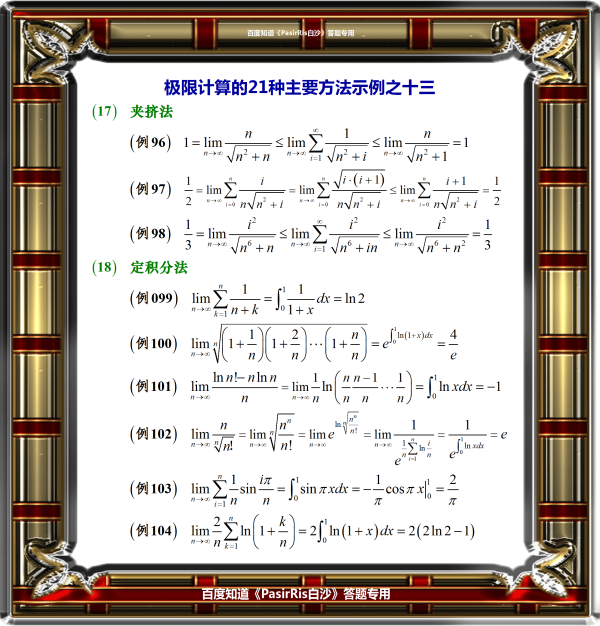 百度知道《PasirRis白沙》答题专用
极限计算的21种主要方法示例之十三
(17) 夹挤法
(例96) $1=\lim_{n\to\infty}\frac{n}{\sqrt{n^2+n}}\le\lim_{n\to\infty}\sum_{i=1}^{\infty}\frac{1}{\sqrt{n^2+i}}\le\lim_{n\to\infty}\frac{n}{\sqrt{n^2+1}}=1$
(例97) $\frac{1}{2}=\lim_{n\to\infty}\sum_{i=0}^{n}\frac{i}{n\sqrt{n^2+i}}=\lim_{n\to\infty}\sum_{i=0}^{n}\frac{\sqrt{i\cdot(i+1)}}{n\sqrt{n^2+i}}\le\lim_{n\to\infty}\sum_{i=0}^{n}\frac{i+1}{n\sqrt{n^2+i}}=\frac{1}{2}$
(例98) $\frac{1}{3}=\lim_{n\to\infty}\frac{i^2}{\sqrt{n^6+n}}\le\lim_{n\to\infty}\sum_{i=1}^{\infty}\frac{i^2}{\sqrt{n^6+in}}\le\lim_{n\to\infty}\frac{i^2}{\sqrt{n^6+n^2}}=\frac{1}{3}$
(18) 定积分法
(例099) $\lim_{n\to\infty}\sum_{k=1}^{n}\frac{1}{n+k}=\int_0^1\frac{1}{1+x}dx=\ln 2$
(例100) $\lim_{n\to\infty}\sqrt[n]{\left(1+\frac{1}{n}\right)\left(1+\frac{2}{n}\right)\cdots\left(1+\frac{n}{n}\right)}=e^{\int_0^1\ln(1+x)dx}=\frac{4}{e}$
(例101) $\lim_{n\to\infty}\frac{\ln n!-n\ln n}{n}=\lim_{n\to\infty}\frac{1}{n}\ln\left(\frac{n}{n}\frac{n-1}{n}\cdots\frac{1}{n}\right)=\int_0^1\ln xdx=-1$
(例102) $\lim_{n\to\infty}\frac{n}{\sqrt[n]{n!}}=\lim_{n\to\infty}\sqrt[n]{\frac{n^n}{n!}}=\lim_{n\to\infty}e^{\ln\sqrt[n]{\frac{n^n}{n!}}}=\lim_{n\to\infty}\frac{1}{e^{\frac{1}{n}\sum_{i=1}^{n}\ln\frac{i}{n}}}=\frac{1}{e^{\int_0^1\ln xdx}}=e$
(例103) $\lim_{n\to\infty}\sum_{i=1}^{n}\frac{1}{n}\sin\frac{i\pi}{n}=\int_0^1\sin\pi xdx=-\frac{1}{\pi}\cos\pi x\big|_0^1=\frac{2}{\pi}$
(例104) $\lim_{n\to\infty}\frac{2}{n}\sum_{k=1}^{n}\ln\left(1+\frac{k}{n}\right)=2\int_0^1\ln(1+x)dx=2(2\ln 2-1)$
百度知道《PasirRis白沙》答题专用